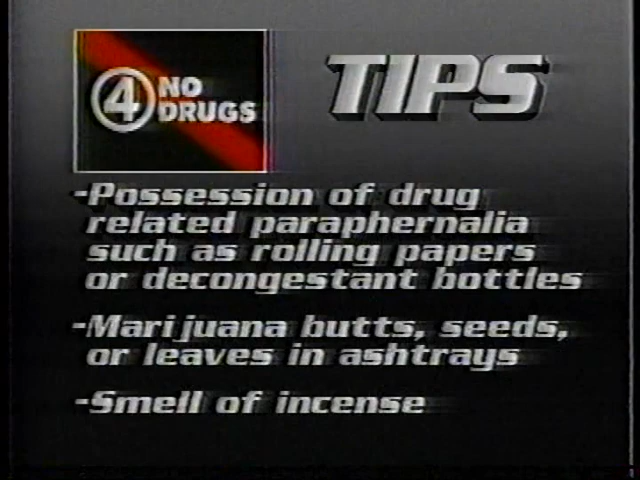 4 NO
DRUGS
TIPS
-Possession of drug
related paraphernalia
such as rolling papers
or decongestant bottles
-Marijuana butts, seeds,
or leaves in ashtrays
-Smell of incense